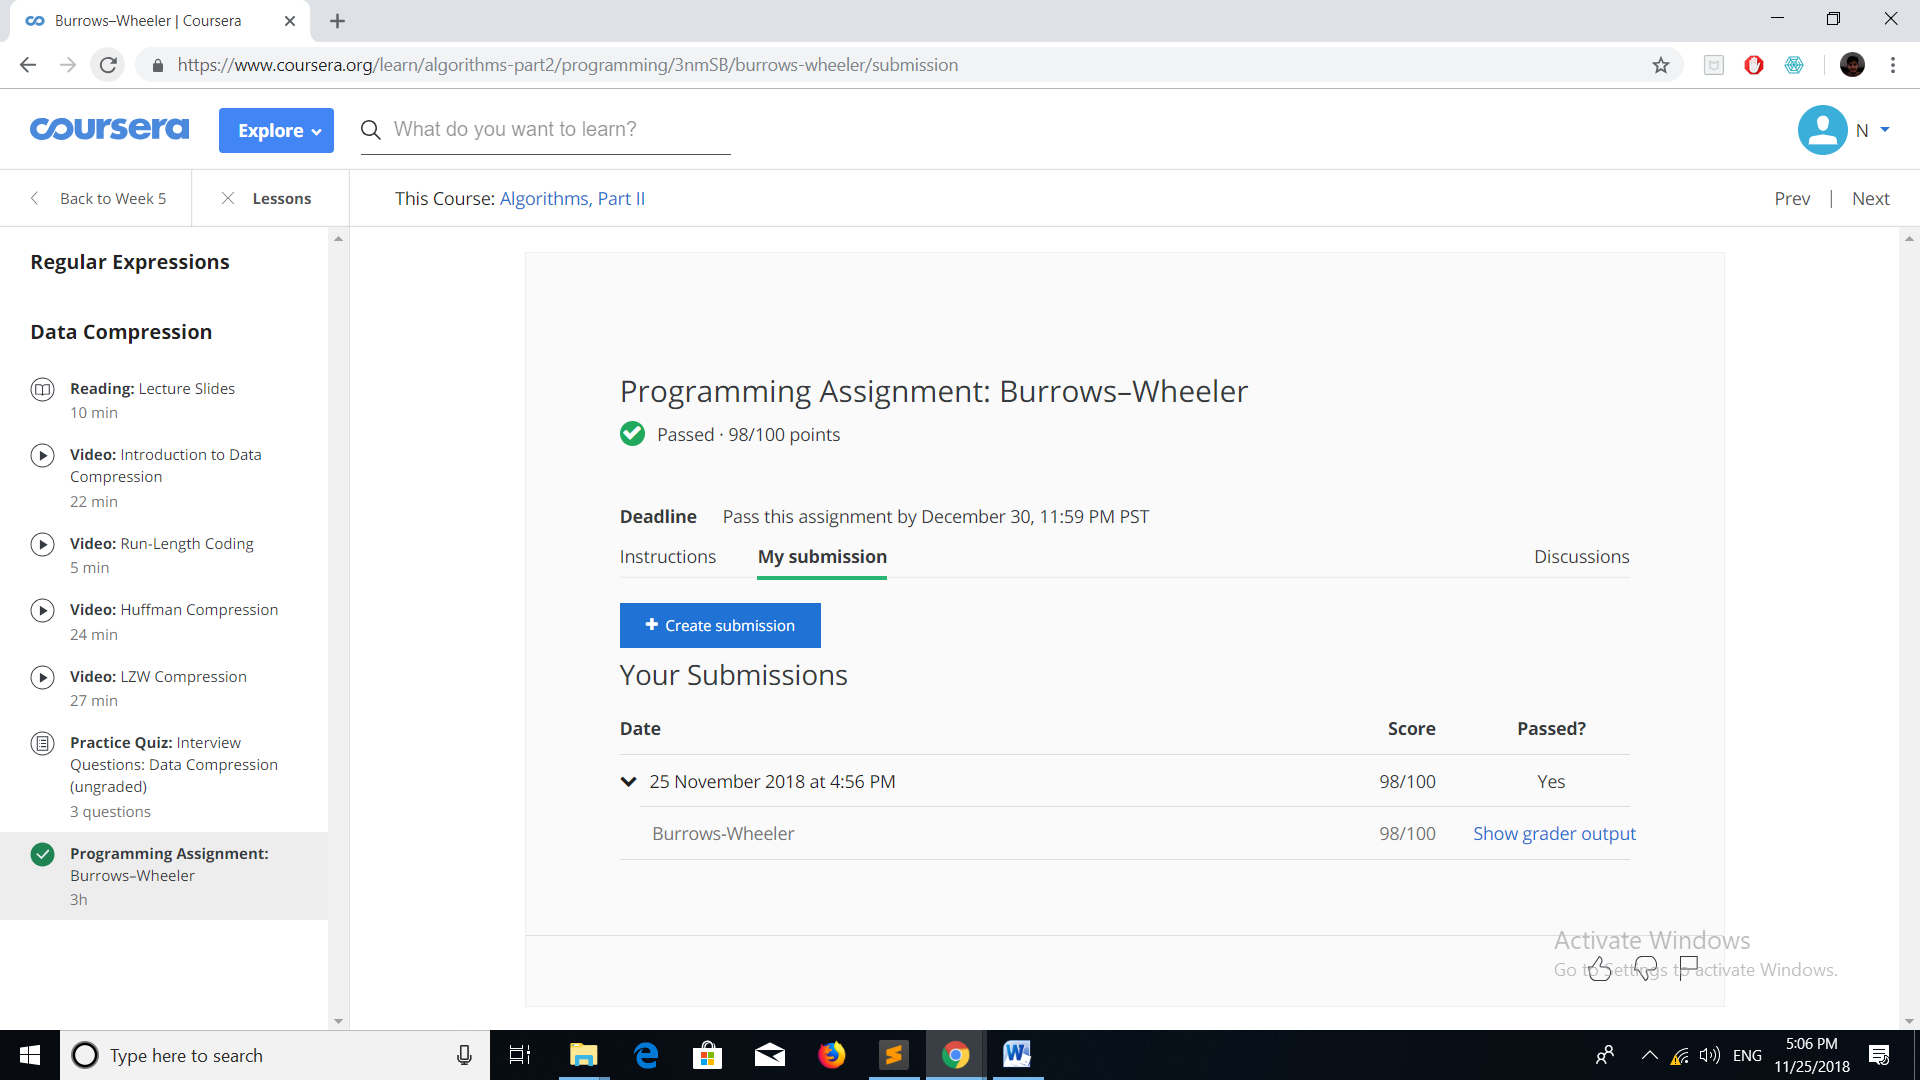 Burrows–Wheeler | Coursera
https://www.coursera.org/learn/algorithms-part2/programming/3nmSB/burrows-wheeler/submission
coursera
Explore
What do you want to learn?
N
Back to Week 5
Lessons
This Course: Algorithms, Part II
Prev | Next
Regular Expressions
Data Compression
Reading: Lecture Slides
10 min
Video: Introduction to Data
Compression
22 min
Video: Run-Length Coding
5 min
Video: Huffman Compression
24 min
Video: LZW Compression
27 min
Practice Quiz: Interview
Questions: Data Compression
(ungraded)
3 questions
Programming Assignment:
Burrows–Wheeler
3h
Programming Assignment: Burrows–Wheeler
Passed · 98/100 points
Deadline Pass this assignment by December 30, 11:59 PM PST
Instructions My submission Discussions
+ Create submission
Your Submissions
Date Score Passed?
25 November 2018 at 4:56 PM 98/100 Yes
Burrows-Wheeler 98/100 Show grader output
Activate Windows
Go to Settings to activate Windows.
Type here to search
ENG
5:06 PM
11/25/2018